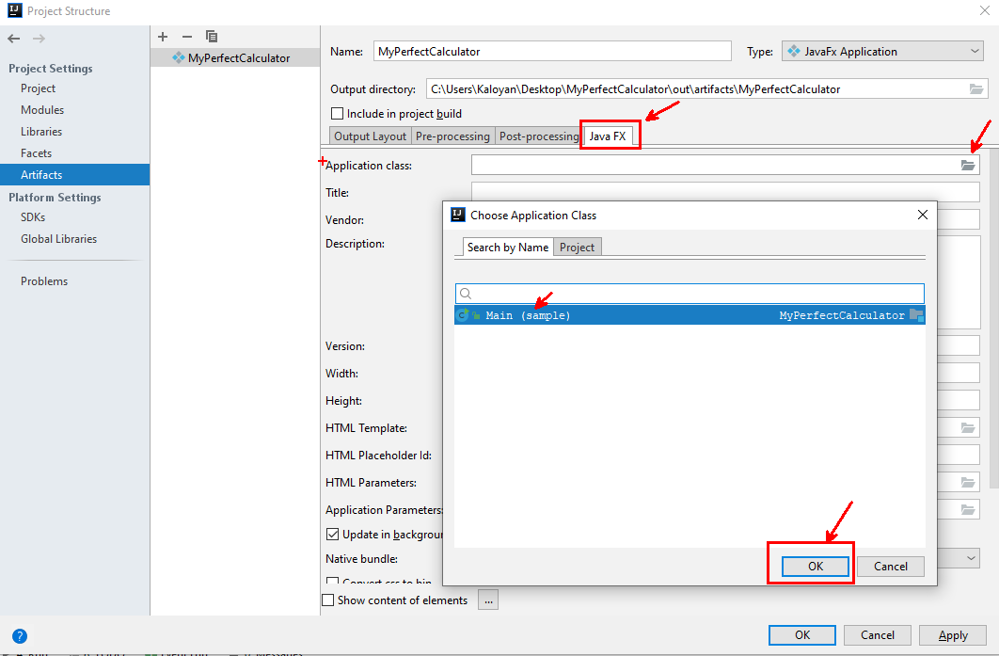 Project Structure
Project Settings
Project
Modules
Libraries
Facets
Artifacts
Platform Settings
SDKs
Global Libraries
Problems
MyPerfectCalculator
Name: MyPerfectCalculator Type: JavaFx Application
Output directory: C:\Users\Kaloyan\Desktop\MyPerfectCalculator\out\artifacts\MyPerfectCalculator
Include in project build
Output Layout Pre-processing Post-processing Java FX
Application class:
Title:
Vendor:
Description:
Version:
Width:
Height:
HTML Template:
HTML Placeholder Id:
HTML Parameters:
Application Parameters:
Update in backgroun
Native bundle:
Convert css to bin
Show content of elements ...
Choose Application Class
Search by Name Project
Main (sample) MyPerfectCalculator
OK Cancel
? OK Cancel Apply